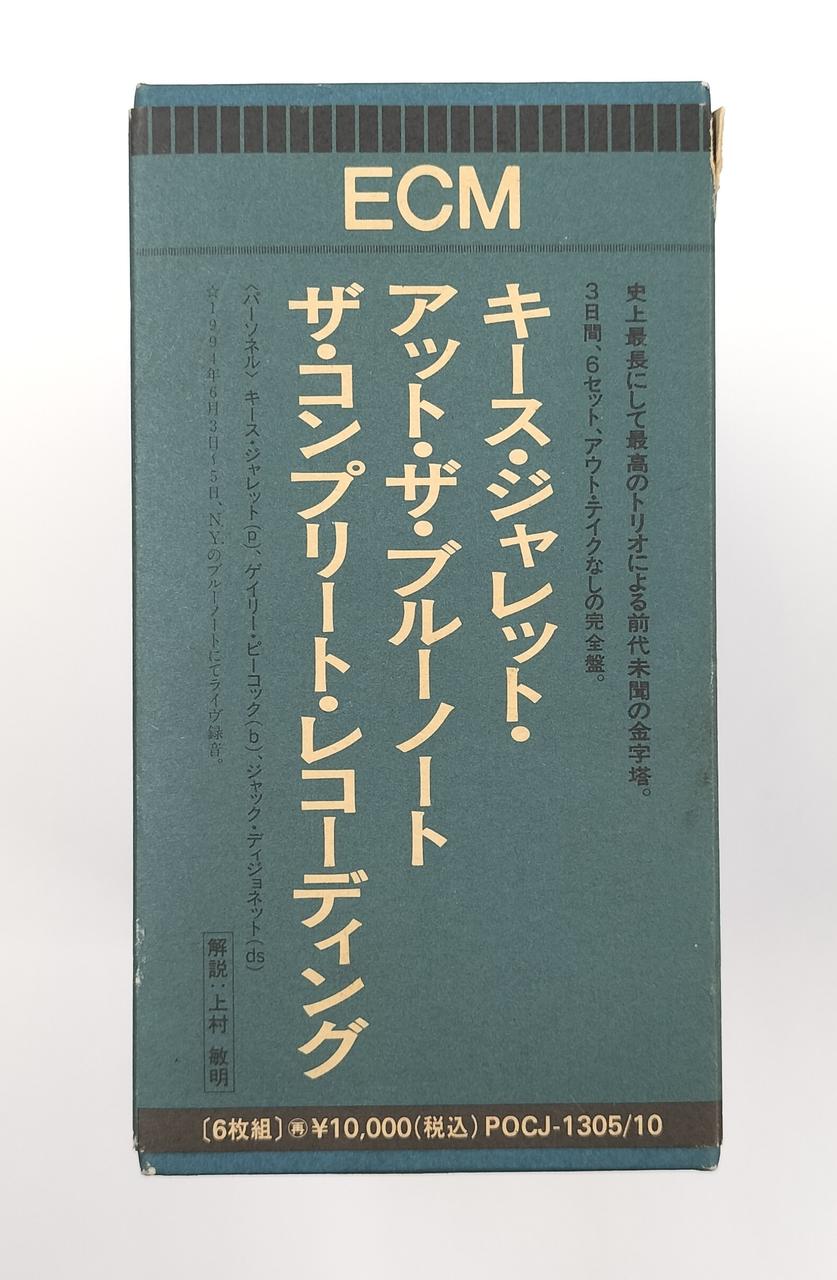 ECM
史上最長にして最高のトリオによる前代未聞の金字塔。
3日間、6セット、アウト・テイクなしの完全盤。
キース・ジャレット・
アット・ザ・ブルーノート
ザ・コンプリート・レコーディング
〈パーソネル〉 キース・ジャレット(p)、ゲイリー・ピーコック(b)、ジャック・ディジョネット(ds)
☆1994年6月3日〜5日、N.Y.のブルーノートにてライヴ録音。
解説:上村 敏明
〔6枚組〕㊢¥10,000(税込) POCJ-1305/10